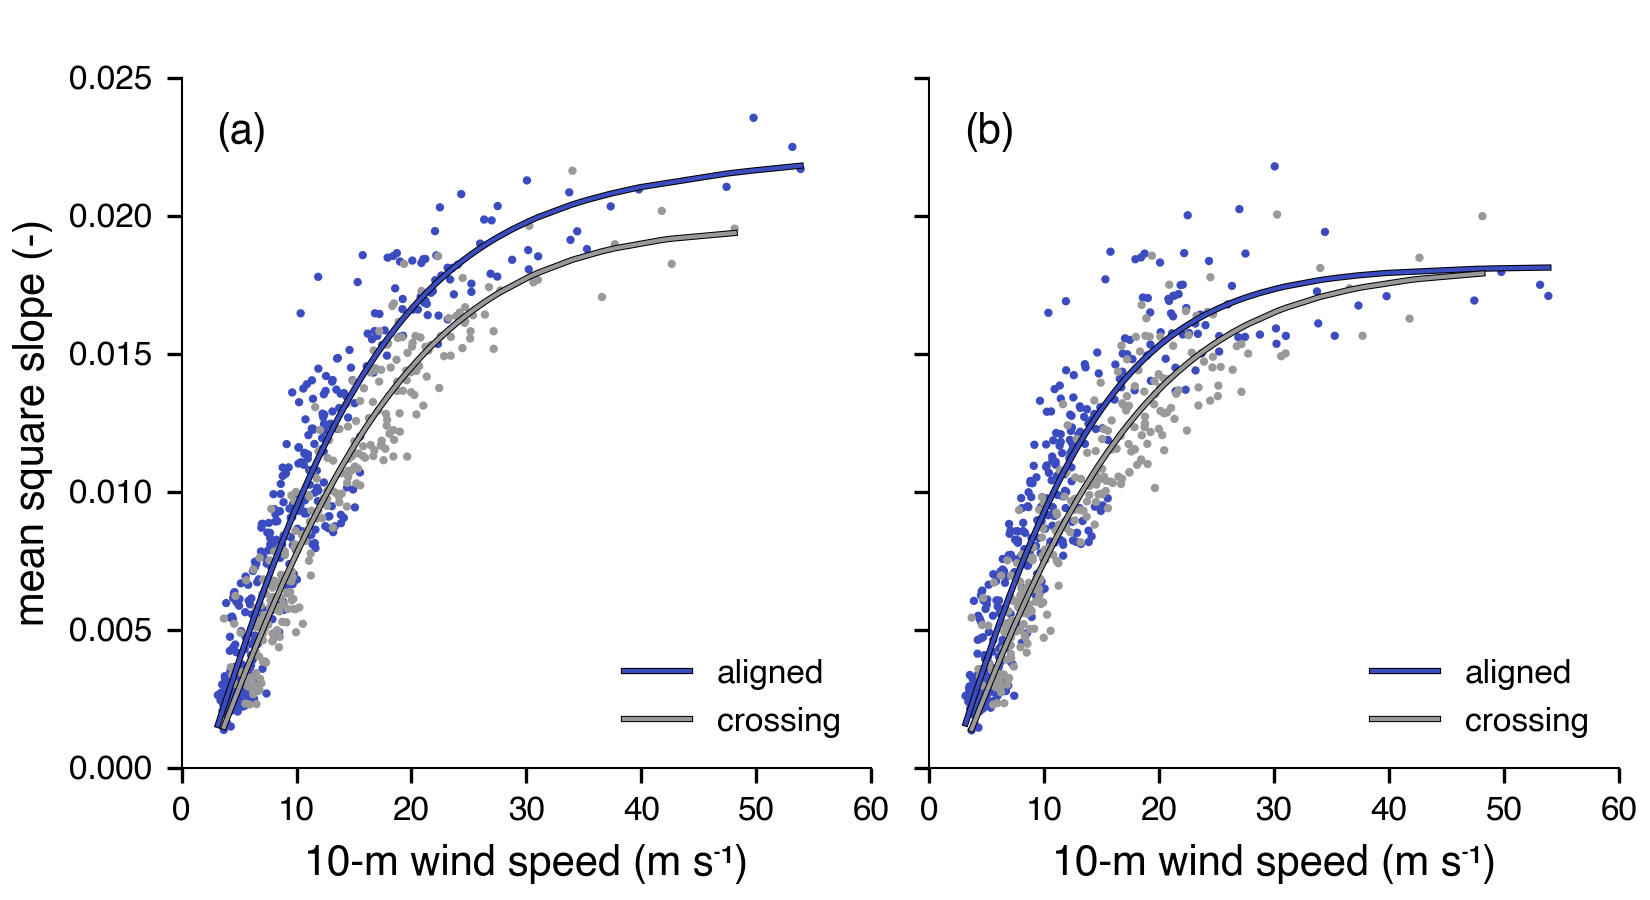 0.025
0.020
0.015
0.010
0.005
0.000
mean square slope (-)
(a)
aligned
crossing
0 10 20 30 40 50 60
10-m wind speed (m s⁻¹)
(b)
aligned
crossing
0 10 20 30 40 50 60
10-m wind speed (m s⁻¹)